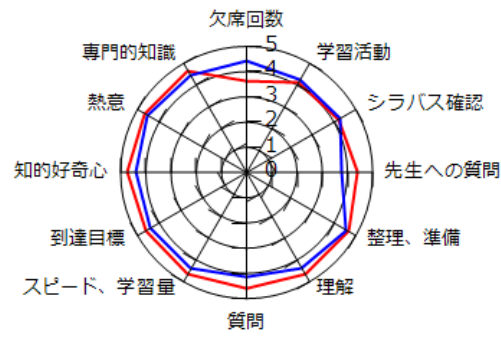 欠席回数
学習活動
シラバス確認
先生への質問
整理、準備
理解
質問
スピード、学習量
到達目標
知的好奇心
熱意
専門的知識
5
4
3
2
1
0